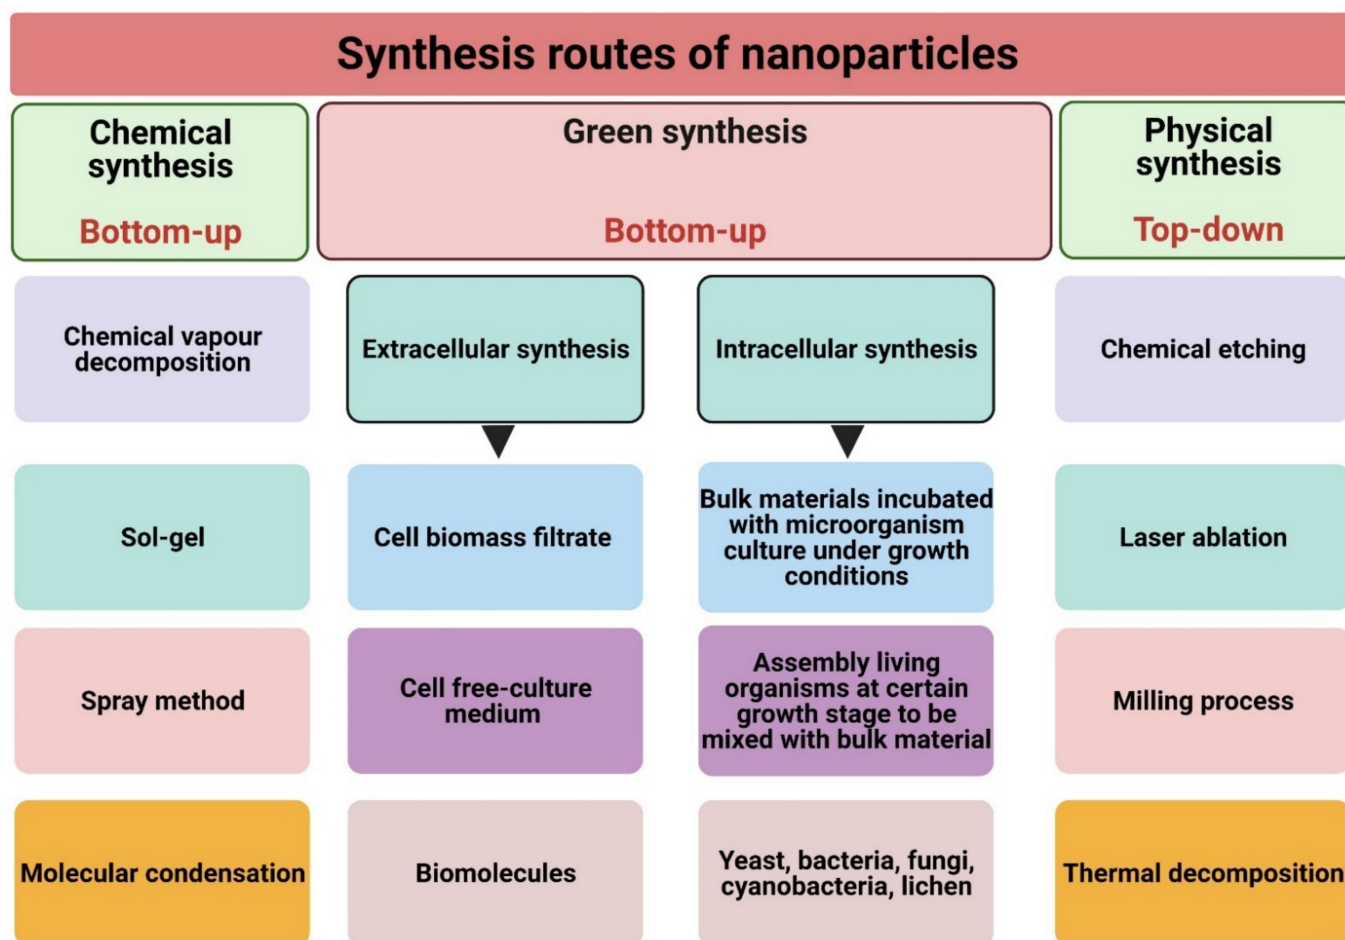 Synthesis routes of nanoparticles
Chemical
synthesis
Bottom-up
Green synthesis
Bottom-up
Physical
synthesis
Top-down
Chemical vapour
decomposition
Extracellular synthesis
Intracellular synthesis
Chemical etching
Sol-gel
Cell biomass filtrate
Bulk materials incubated
with microorganism
culture under growth
conditions
Laser ablation
Spray method
Cell free-culture
medium
Assembly living
organisms at certain
growth stage to be
mixed with bulk material
Milling process
Molecular condensation
Biomolecules
Yeast, bacteria, fungi,
cyanobacteria, lichen
Thermal decomposition